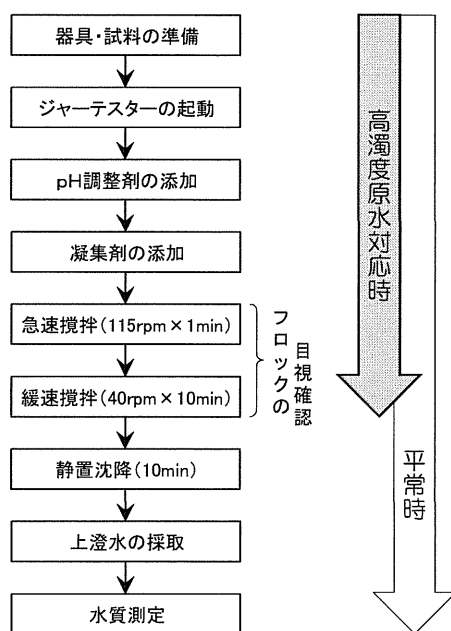 器具・試料の準備
ジャーテスターの起動
pH調整剤の添加
凝集剤の添加
急速攪拌(115rpm×1min)
緩速攪拌(40rpm×10min)
フロックの
目視確認
静置沈降(10min)
上澄水の採取
水質測定
高濁度原水対応時
平常時